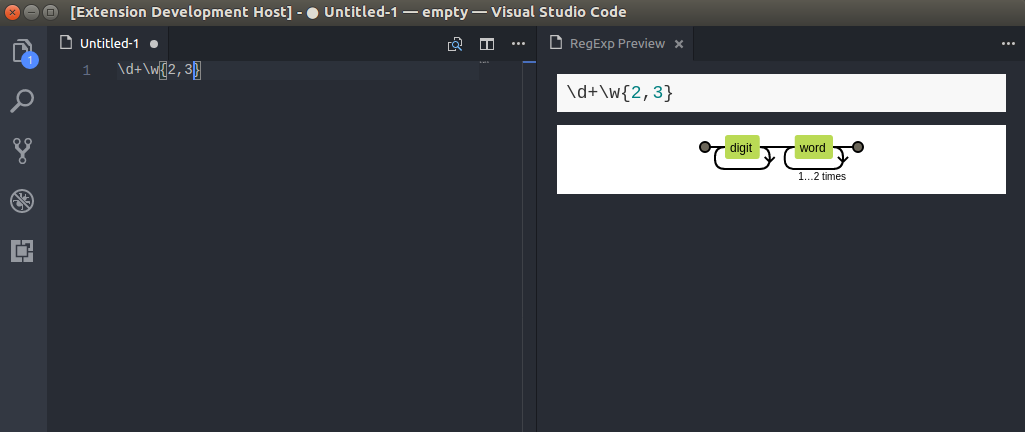 [Extension Development Host] - ● Untitled-1 — empty — Visual Studio Code
1
Untitled-1 ●
RegExp Preview ×
1 \d+\w{2,3}
\d+\w{2,3}
digit word
1...2 times